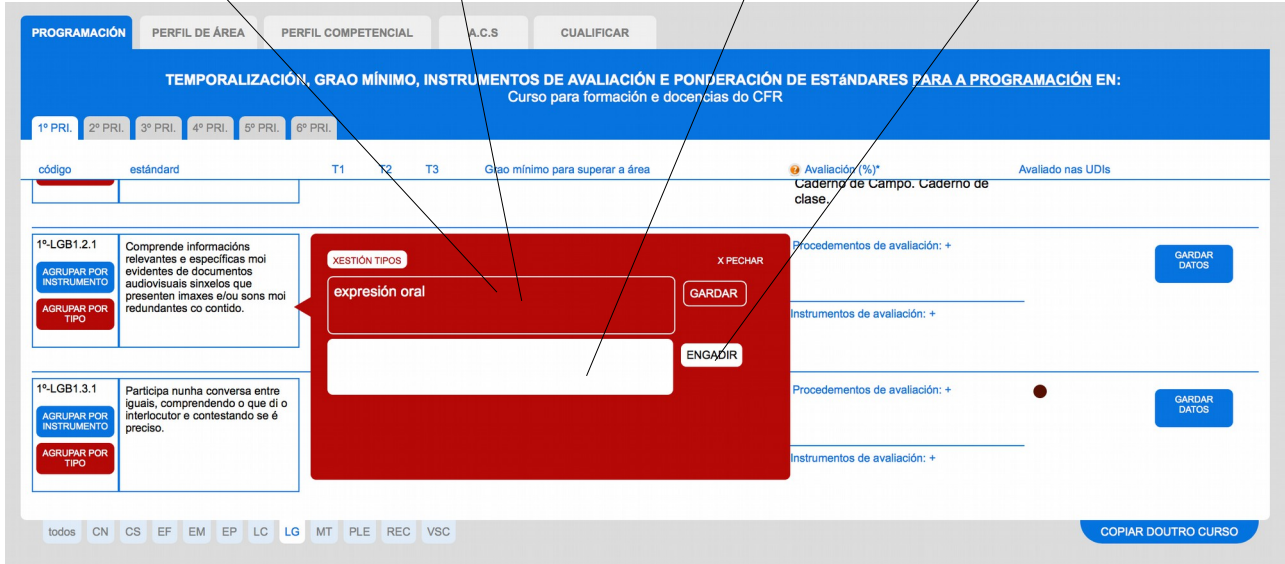 PROGRAMACIÓN PERFIL DE ÁREA PERFIL COMPETENCIAL A.C.S CUALIFICAR
TEMPORALIZACIÓN, GRAO MÍNIMO, INSTRUMENTOS DE AVALIACIÓN E PONDERACIÓN DE ESTáNDARES PARA A PROGRAMACIÓN EN:
Curso para formación e docencias do CFR
1º PRI. 2º PRI. 3º PRI. 4º PRI. 5º PRI. 6º PRI.
código estándard T1 T2 T3 Grao mínimo para superar a área Avaliación (%)* Avaliado nas UDIs
Caderno de Campo. Caderno de
clase.
1º-LGB1.2.1
AGRUPAR POR
INSTRUMENTO
AGRUPAR POR
TIPO
Comprende informacións
relevantes e específicas moi
evidentes de documentos
audiovisuais sinxelos que
presenten imaxes e/ou sons moi
redundantes co contido.
XESTIÓN TIPOS X PECHAR
expresión oral GARDAR
ENGADIR
Procedementos de avaliación: +
Instrumentos de avaliación: +
GARDAR
DATOS
1º-LGB1.3.1
AGRUPAR POR
INSTRUMENTO
AGRUPAR POR
TIPO
Participa nunha conversa entre
iguais, comprendendo o que di o
interlocutor e contestando se é
preciso.
Procedementos de avaliación: +
Instrumentos de avaliación: +
GARDAR
DATOS
todos CN CS EF EM EP LC LG MT PLE REC VSC
COPIAR DOUTRO CURSO